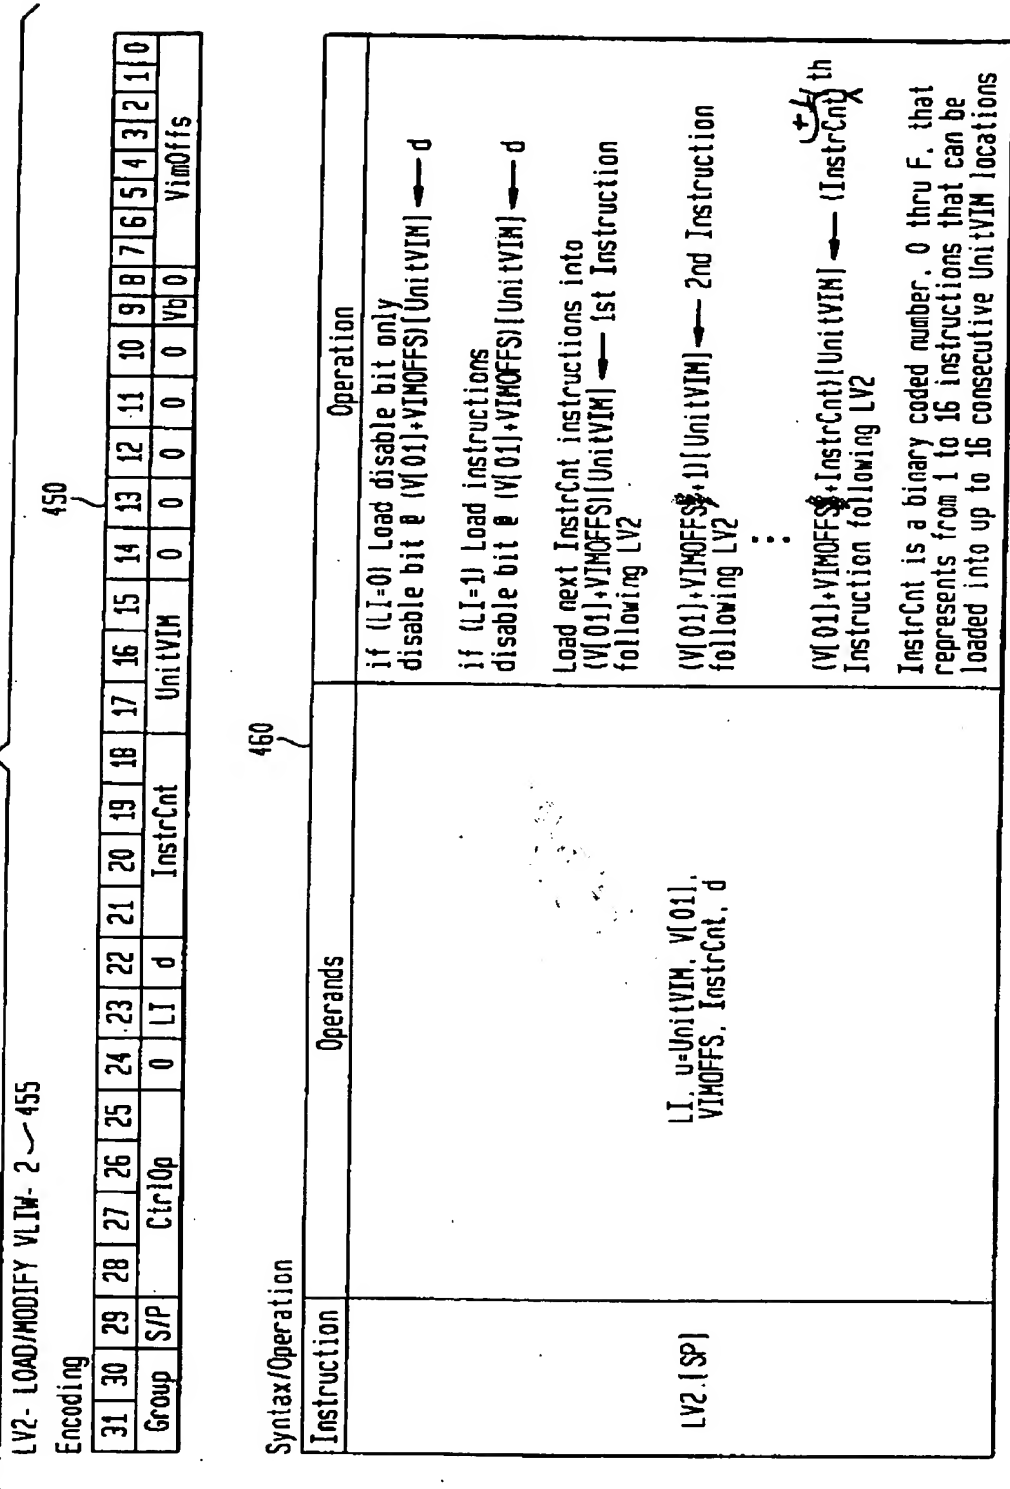 LV2- LOAD/MODIFY VLIW- 2 455
Encoding
450
31 30 29 28 27 26 25 24 23 22 21 20 19 18 17 16 15 14 13 12 11 10 9 8 7 6 5 4 3 2 1 0
Group S/P CtrlOp 0 LI d InstrCnt UnitVIM 0 0 0 0 0 Vb 0 VimOffs
Syntax/Operation
460
Instruction Operands Operation
LV2.[SP]
LI, u=UnitVIM, V[01],
VIMOFFS, InstrCnt, d
if (LI=0) Load disable bit only
disable bit @ (V[01]+VIMOFFS)[UnitVIM] ← d
if (LI=1) Load instructions
disable bit @ (V[01]+VIMOFFS)[UnitVIM] ← d
Load next InstrCnt instructions into
(V[01]+VIMOFFS)[UnitVIM] ← 1st Instruction
following LV2
(V[01]+VIMOFFS+1)[UnitVIM] ← 2nd Instruction
following LV2
⋮
(V[01]+VIMOFFS+InstrCnt)[UnitVIM] ← (InstrCnt+1)th
Instruction following LV2
InstrCnt is a binary coded number, 0 thru F, that
represents from 1 to 16 instructions that can be
loaded into up to 16 consecutive UnitVIM locations